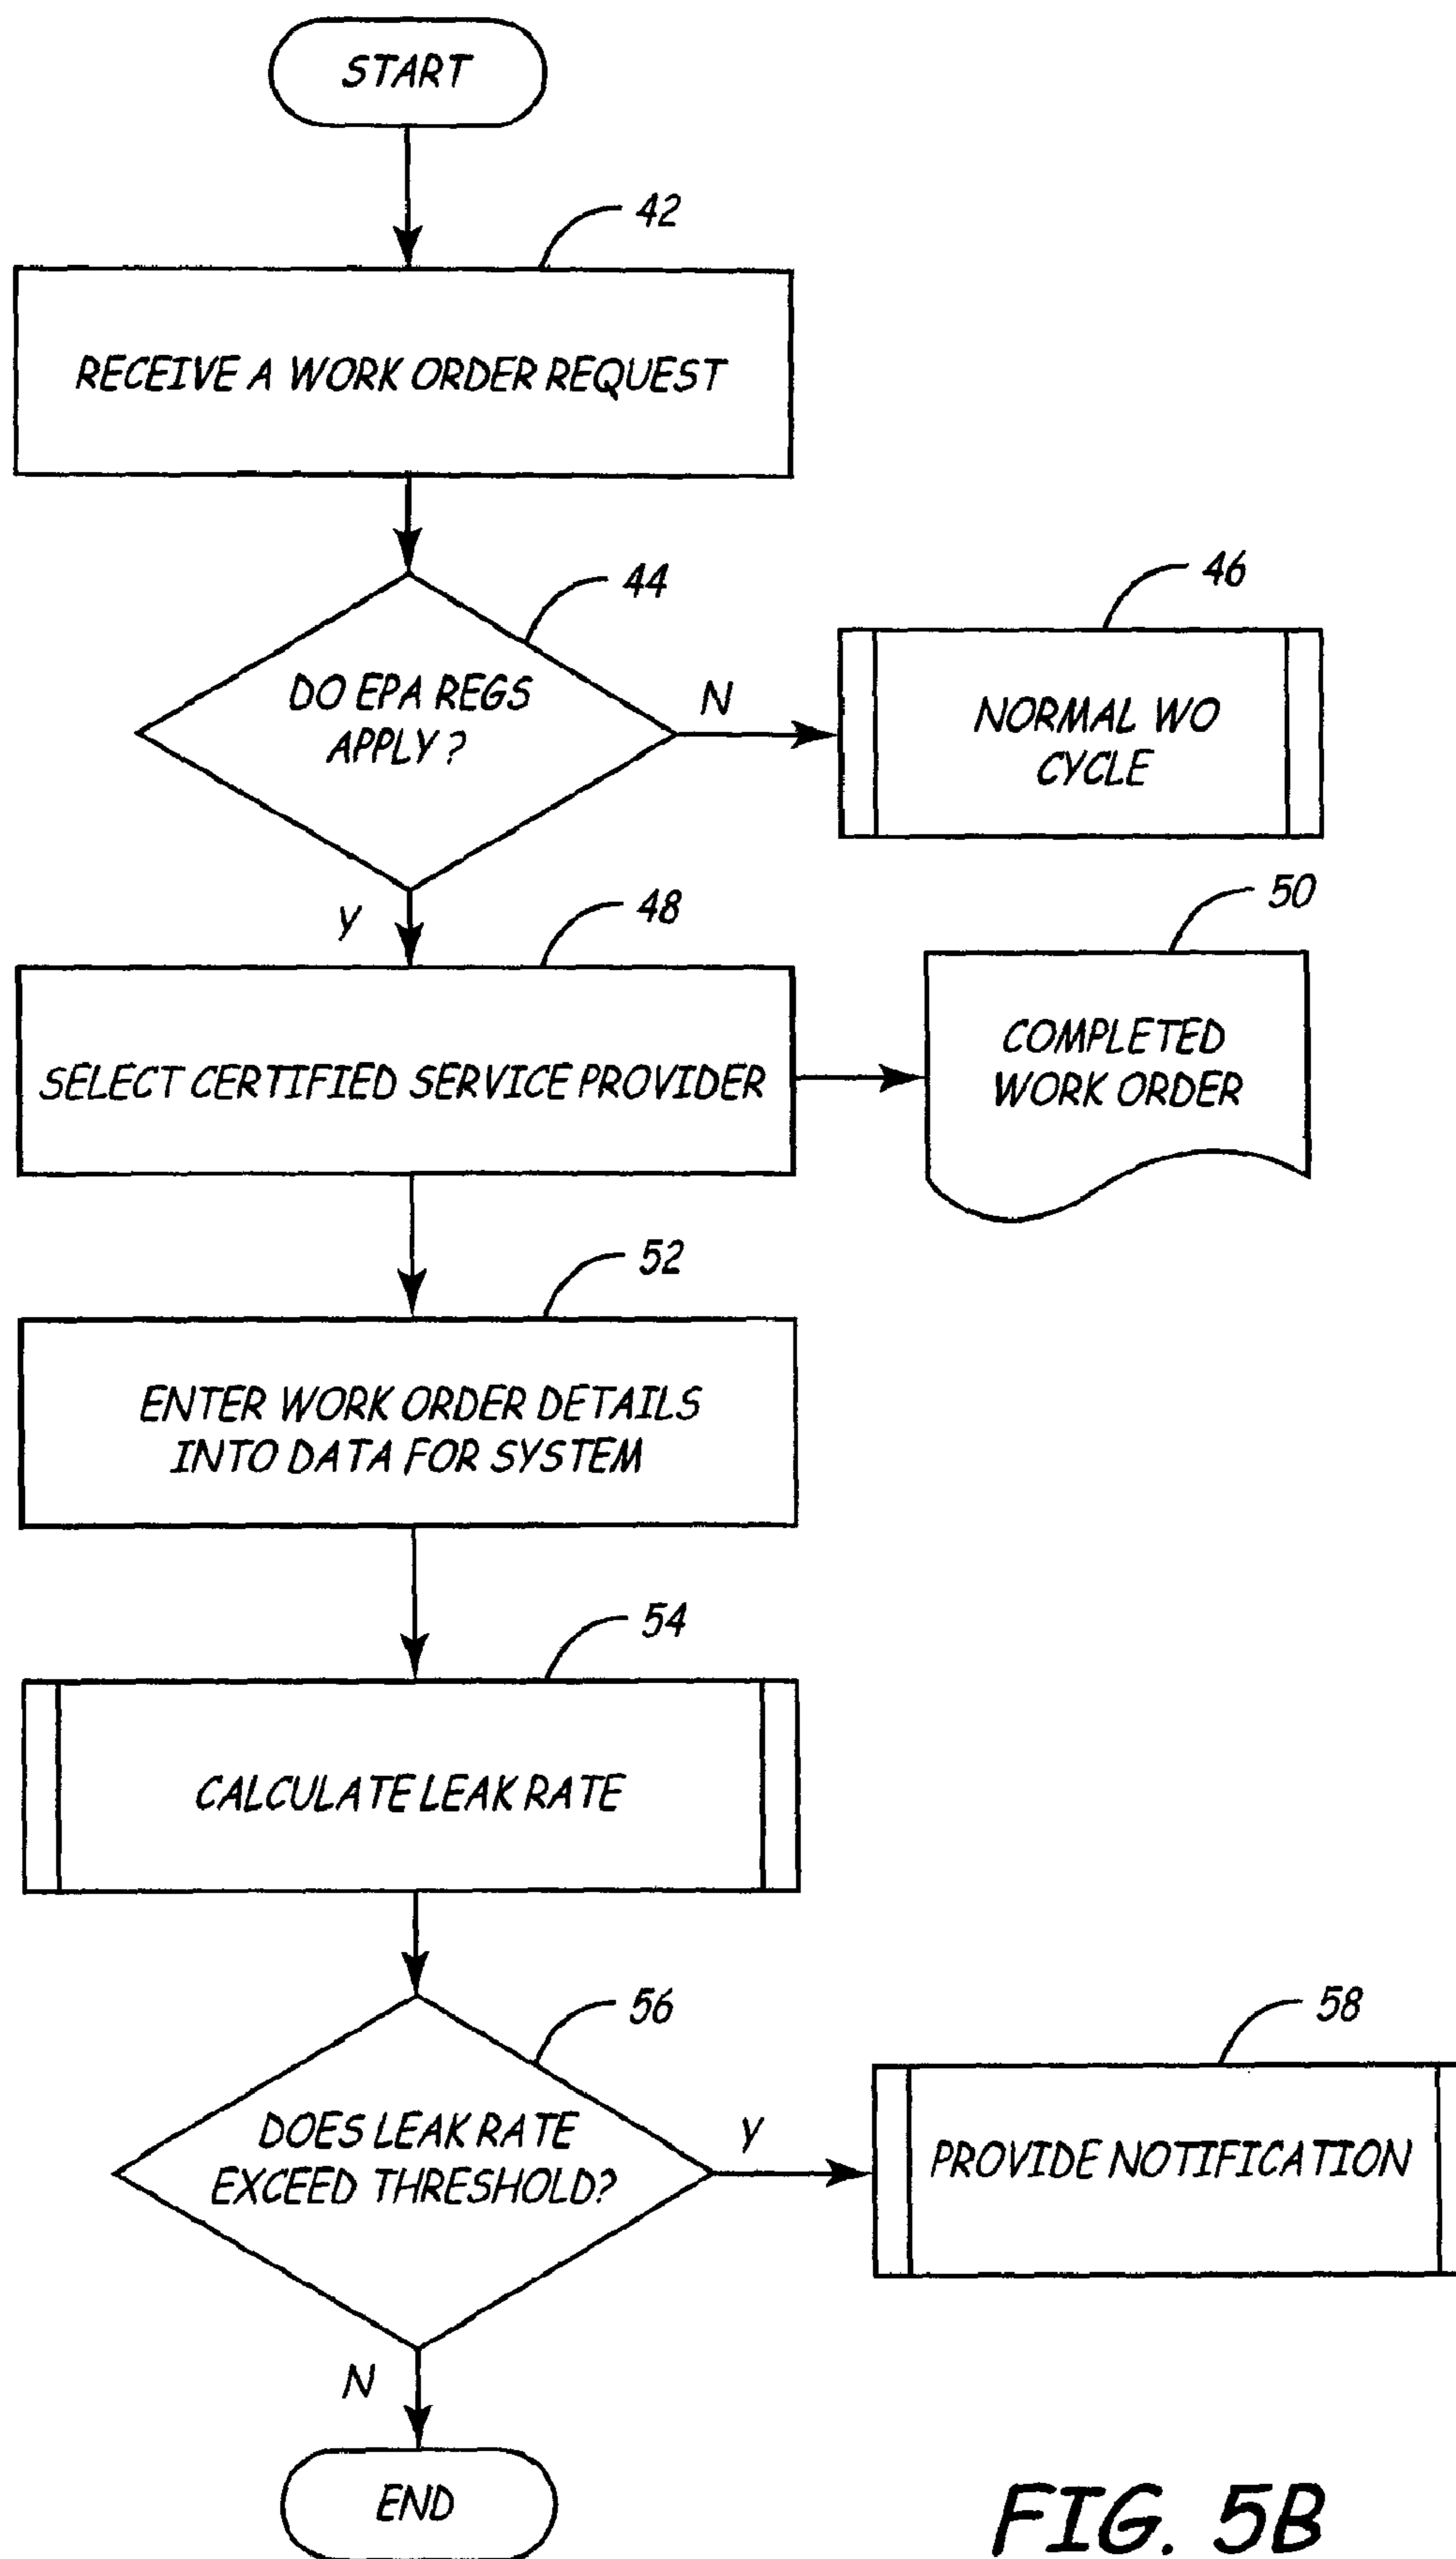 START
42
RECEIVE A WORK ORDER REQUEST
44
DO EPA REGS
APPLY?
N
46
NORMAL WO
CYCLE
Y
48
SELECT CERTIFIED SERVICE PROVIDER
50
COMPLETED
WORK ORDER
52
ENTER WORK ORDER DETAILS
INTO DATA FOR SYSTEM
54
CALCULATE LEAK RATE
56
DOES LEAK RATE
EXCEED THRESHOLD?
Y
58
PROVIDE NOTIFICATION
N
END
FIG. 5B